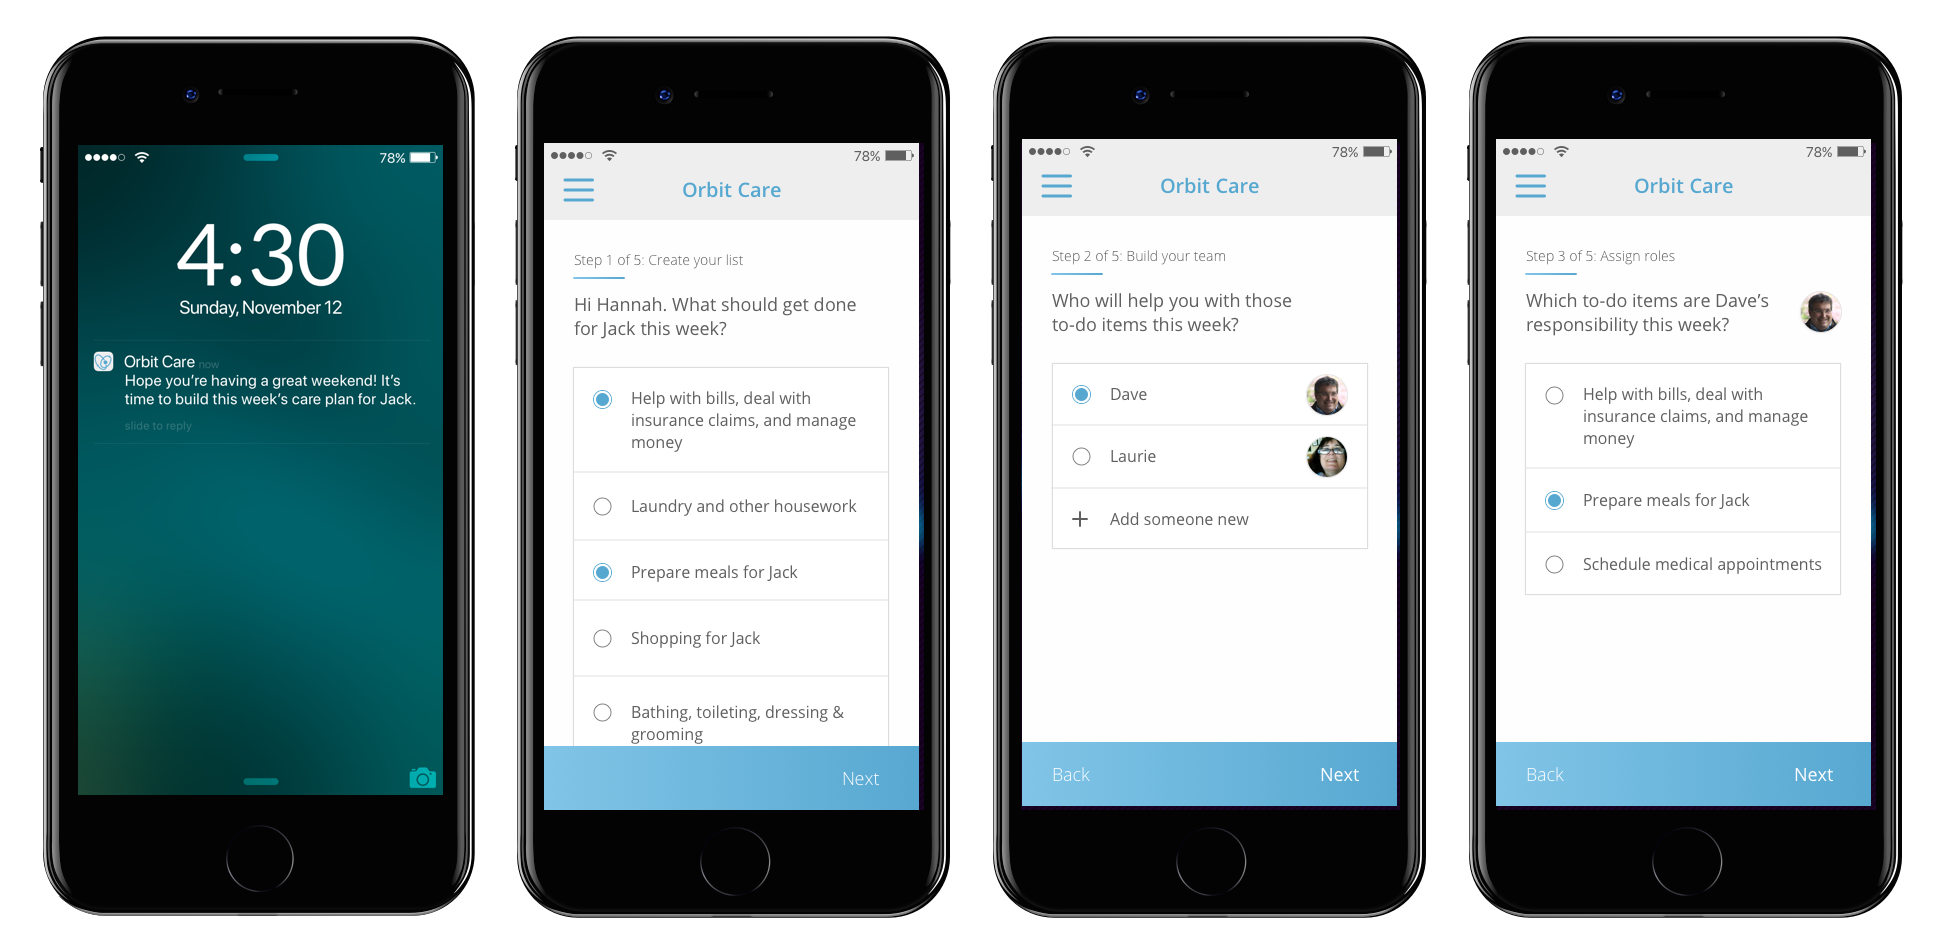 78%
4:30
Sunday, November 12
Orbit Care now
Hope you're having a great weekend! It's
time to build this week's care plan for Jack.
slide to reply
78%
Orbit Care
Step 1 of 5: Create your list
Hi Hannah. What should get done
for Jack this week?
Help with bills, deal with
insurance claims, and manage
money
Laundry and other housework
Prepare meals for Jack
Shopping for Jack
Bathing, toileting, dressing &
grooming
Next
78%
Orbit Care
Step 2 of 5: Build your team
Who will help you with those
to-do items this week?
Dave
Laurie
Add someone new
Back
Next
78%
Orbit Care
Step 3 of 5: Assign roles
Which to-do items are Dave's
responsibility this week?
Help with bills, deal with
insurance claims, and manage
money
Prepare meals for Jack
Schedule medical appointments
Back
Next